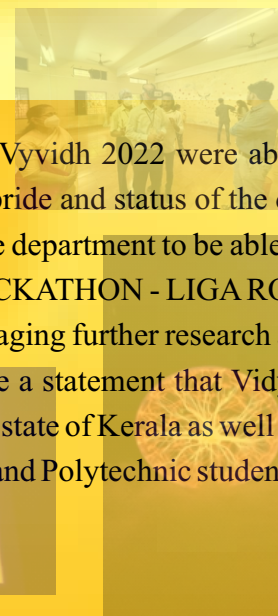 Vyvidh 2022 were ab
pride and status of the
e department to be able
CKATHON - LIGA RO
aging further research
e a statement that Vid
state of Kerala as well
and Polytechnic studen